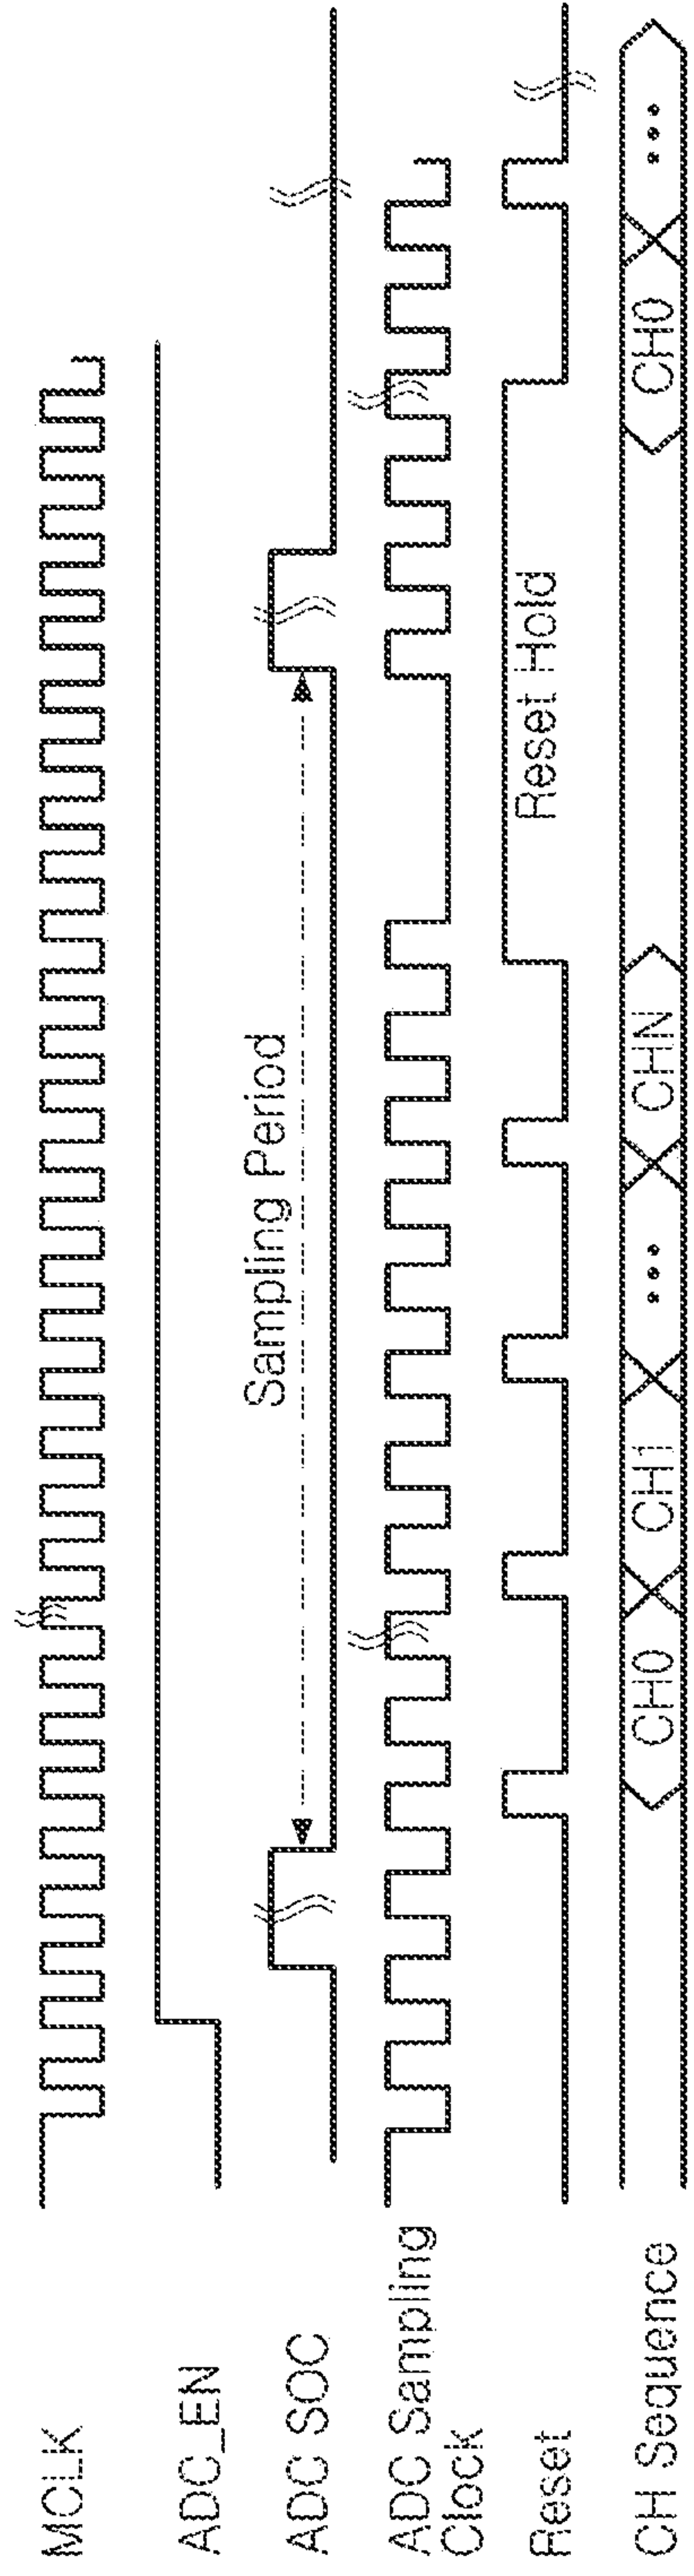 MCLK
ADC_EN
ADC SOC
Sampling Period
ADC Sampling
Clock
Reset
Reset Hold
CH Sequence
CH0
CH1
•••
CHN
CH0
•••